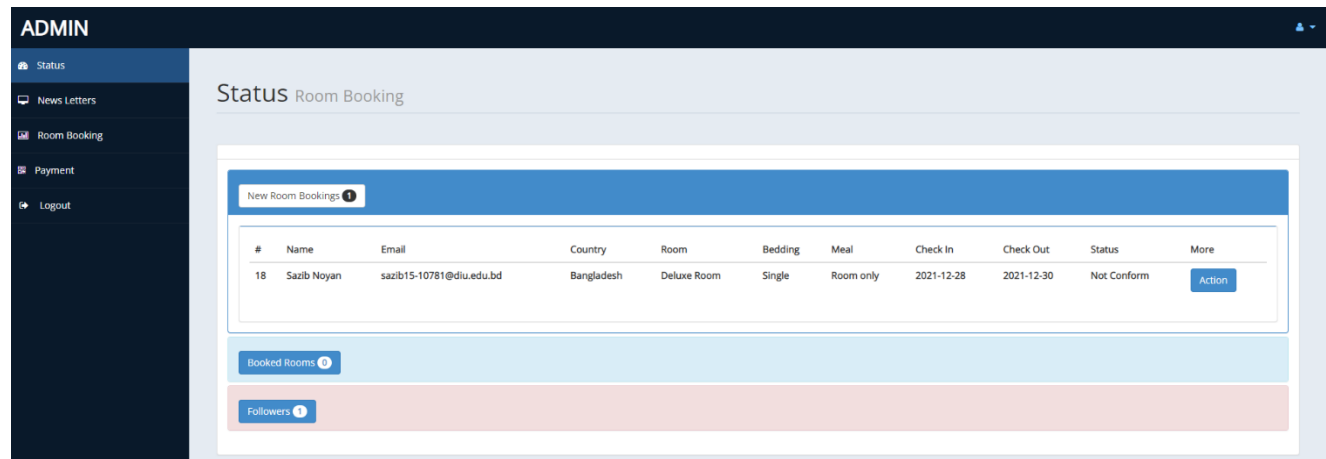 ADMIN
Status
News Letters
Room Booking
Payment
Logout
Status Room Booking
New Room Bookings 1
# Name Email Country Room Bedding Meal Check In Check Out Status More
18 Sazib Noyan sazib15-10781@diu.edu.bd Bangladesh Deluxe Room Single Room only 2021-12-28 2021-12-30 Not Conform Action
Booked Rooms 0
Followers 1